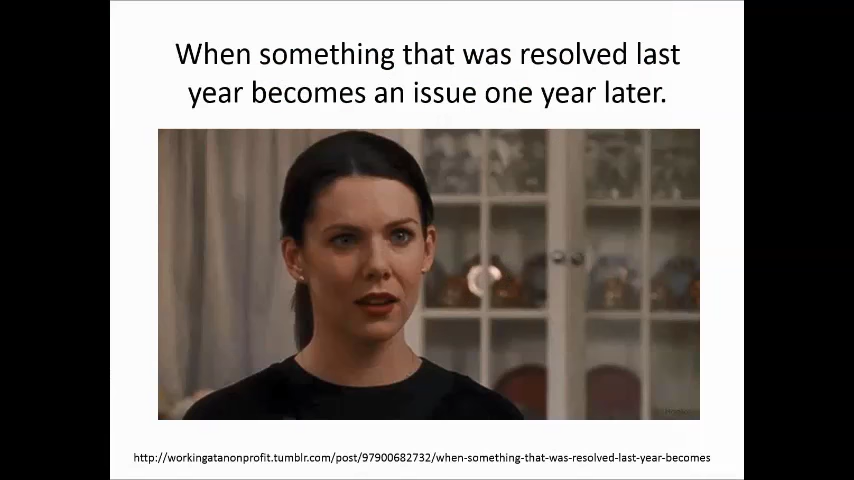 When something that was resolved last
year becomes an issue one year later.
http://workingatanonprofit.tumblr.com/post/97900682732/when-something-that-was-resolved-last-year-becomes